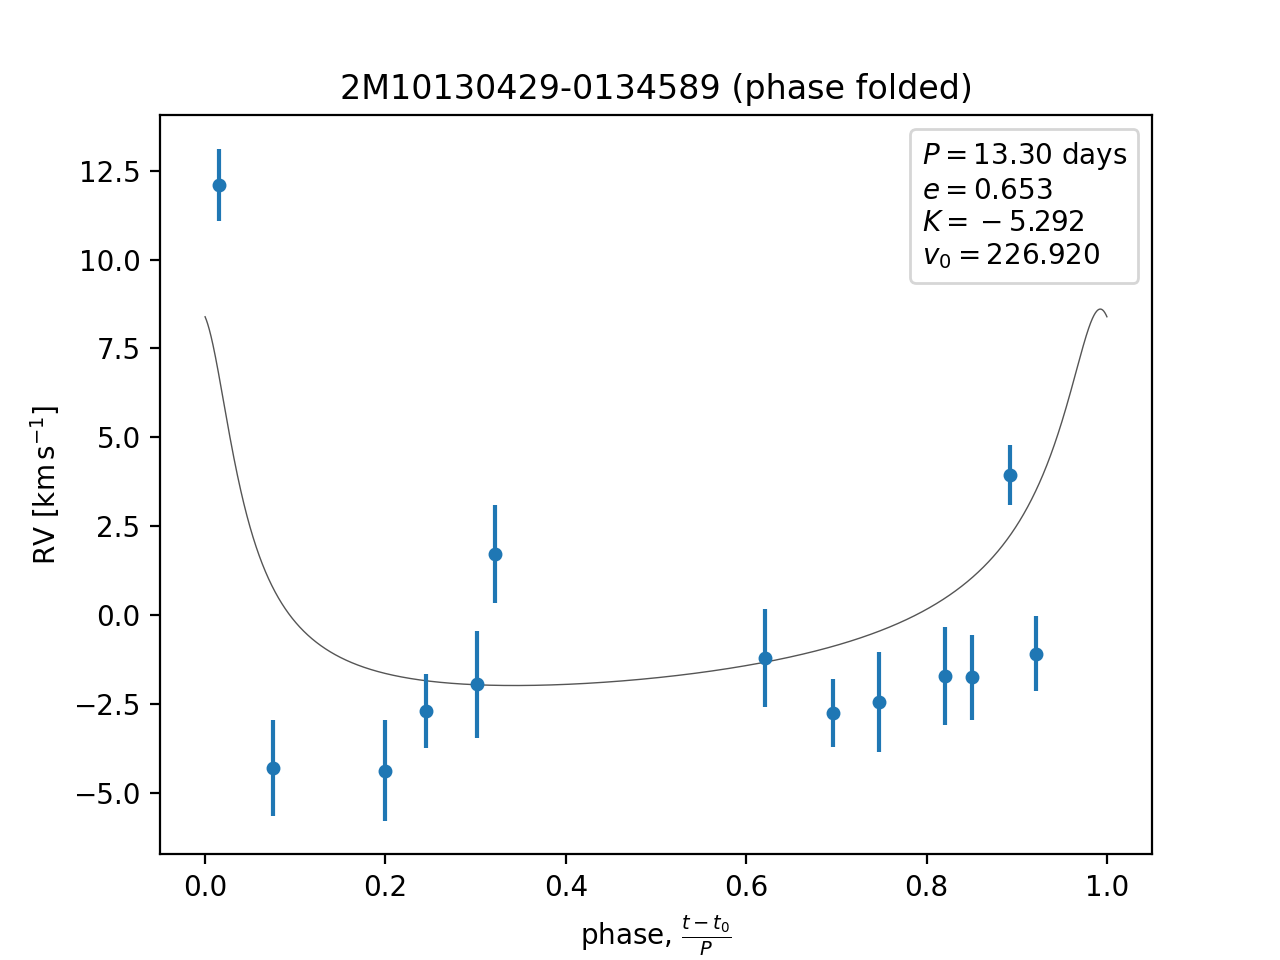 2M10130429-0134589 (phase folded)
P = 13.30 days
e = 0.653
K = −5.292
v₀ = 226.920
RV [km s⁻¹]
12.5
10.0
7.5
5.0
2.5
0.0
−2.5
−5.0
0.0 0.2 0.4 0.6 0.8 1.0
phase, (t − t₀)/P